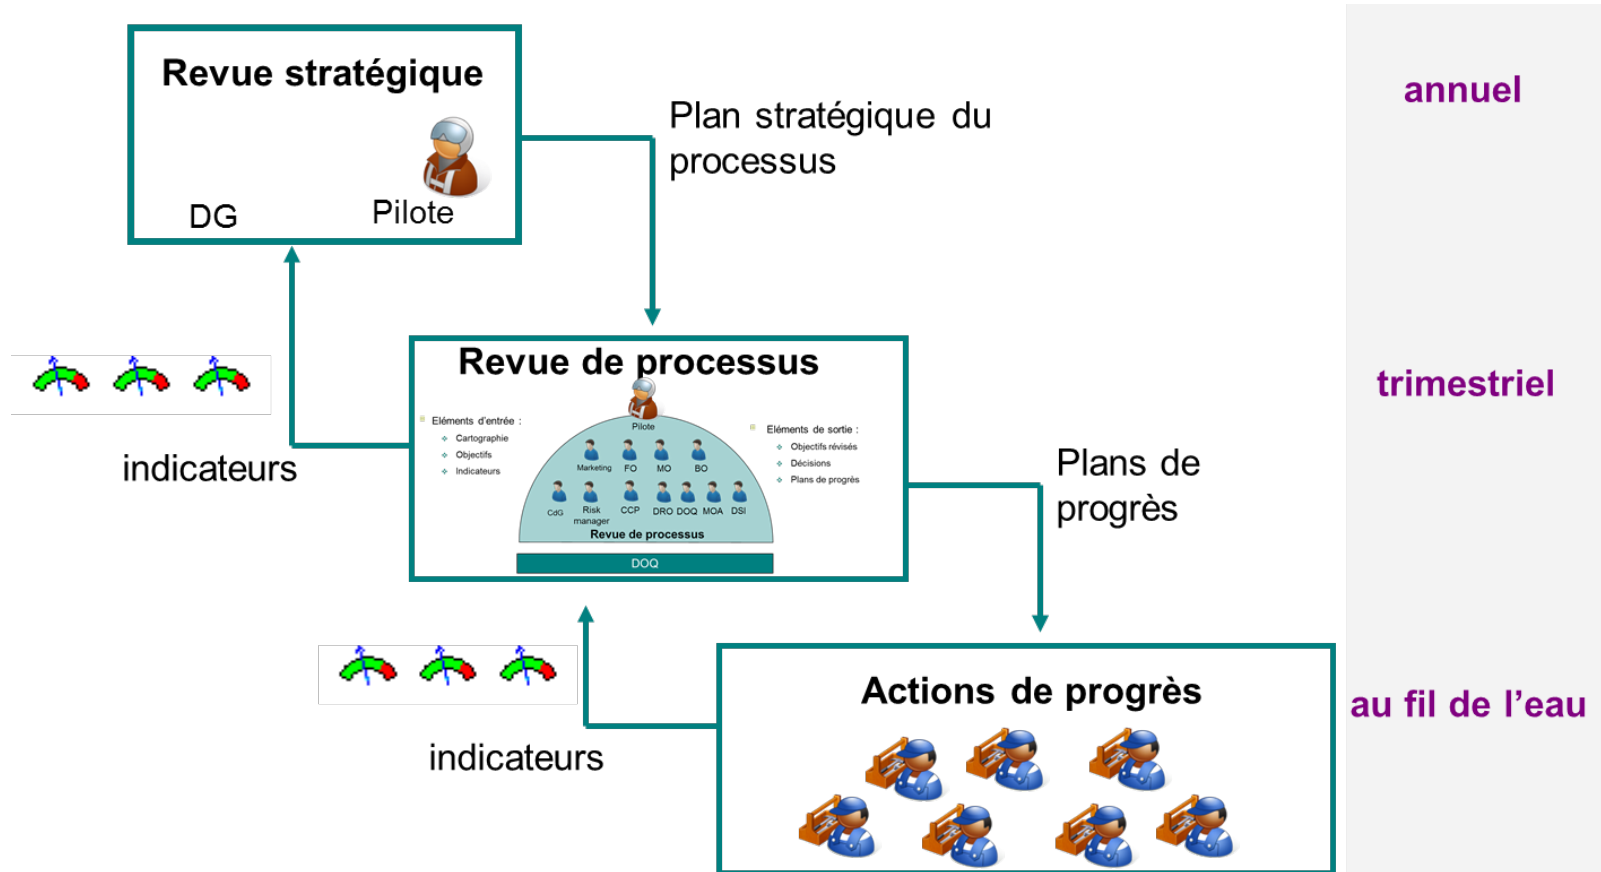 Revue stratégique
DG
Pilote
Plan stratégique du
processus
annuel
indicateurs
Revue de processus
Eléments d'entrée :
Cartographie
Objectifs
Indicateurs
Pilote
Marketing FO MO BO
CdG Risk manager CCP DRO DOQ MOA DSI
Revue de processus
DOQ
Eléments de sortie :
Objectifs révisés
Décisions
Plans de progrès
trimestriel
Plans de
progrès
indicateurs
Actions de progrès
au fil de l’eau